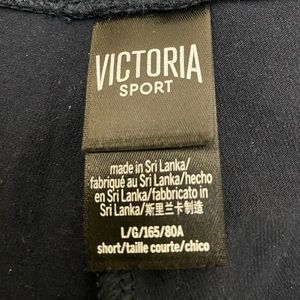 VICTORIA
SPORT
made in Sri Lanka/
fabriqué au Sri Lanka/hecho
en Sri Lanka/fabbricato in
Sri Lanka/斯里兰卡制造
L/G/165/80A
short/taille courte/chico